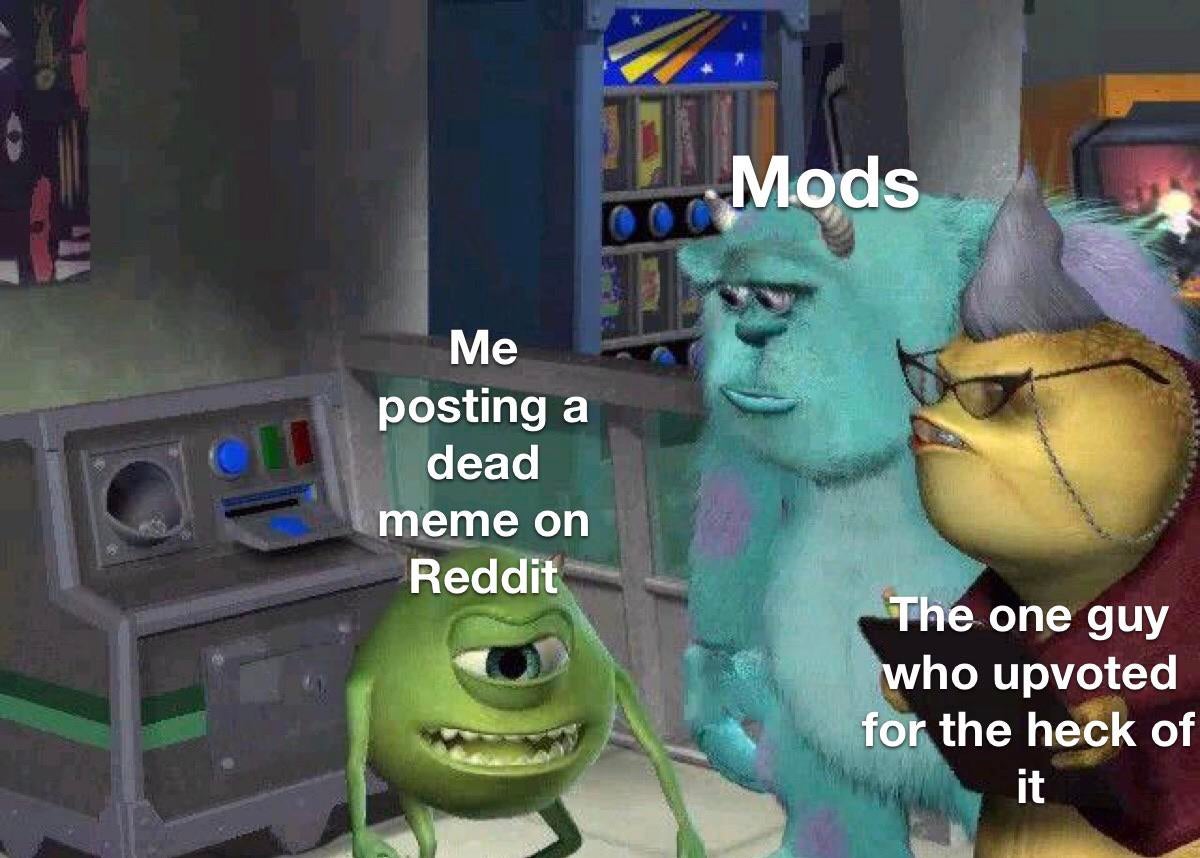 Mods
Me
posting a
dead
meme on
Reddit
The one guy
who upvoted
for the heck of
it